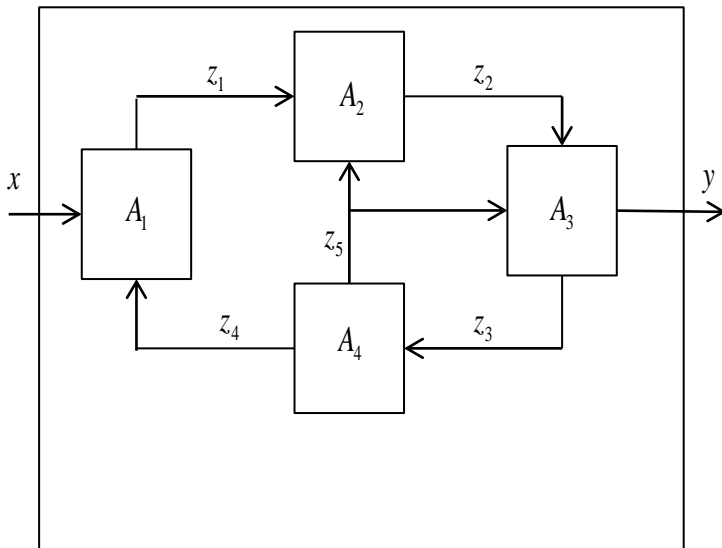 z₁
z₂
A₂
x
y
A₁
A₃
z₅
z₄
z₃
A₄